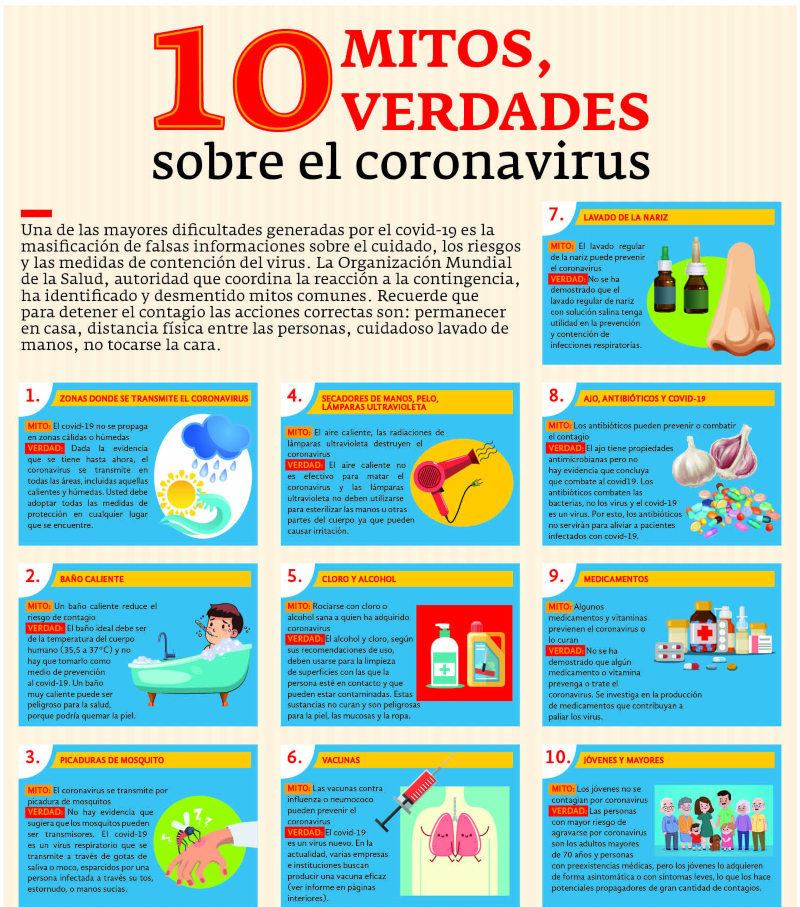 10 MITOS,
VERDADES
sobre el coronavirus
Una de las mayores dificultades generadas por el covid-19 es la
masificación de falsas informaciones sobre el cuidado, los riesgos
y las medidas de contención del virus. La Organización Mundial
de la Salud, autoridad que coordina la reacción a la contingencia,
ha identificado y desmentido mitos comunes. Recuerde que
para detener el contagio las acciones correctas son: permanecer
en casa, distancia física entre las personas, cuidadoso lavado de
manos, no tocarse la cara.
1. ZONAS DONDE SE TRANSMITE EL CORONAVIRUS
MITO: El covid-19 no se propaga
en zonas cálidas o húmedas
VERDAD: Dada la evidencia
que se tiene hasta ahora, el
coronavirus se transmite en
todas las áreas, incluidas aquellas
calientes y húmedas. Usted debe
adoptar todas las medidas de
protección en cualquier lugar
que se encuentre.
2. BAÑO CALIENTE
MITO: Un baño caliente reduce el
riesgo de contagio
VERDAD: El baño ideal debe ser
de la temperatura del cuerpo
humano (35,5 a 37°C) y no
hay que tomarlo como
medio de prevención
al covid-19. Un baño
muy caliente puede ser
peligroso para la salud,
porque podría quemar la piel.
3. PICADURAS DE MOSQUITO
MITO: El coronavirus se transmite por
picadura de mosquitos
VERDAD: No hay evidencia que
sugiera que los mosquitos pueden
ser transmisores. El covid-19
es un virus respiratorio que se
transmite a través de gotas de
saliva o moco, esparcidos por una
persona infectada a través su tos,
estornudo, o manos sucias.
4. SECADORES DE MANOS, PELO,
LÁMPARAS ULTRAVIOLETA
MITO: El aire caliente, las radiaciones de
lámparas ultravioleta destruyen el
coronavirus
VERDAD: El aire caliente no
es efectivo para matar el
coronavirus y las lámparas
ultravioleta no deben utilizarse
para esterilizar las manos u otras
partes del cuerpo ya que pueden
causar irritación.
5. CLORO Y ALCOHOL
MITO: Rociarse con cloro o
alcohol sana a quien ha adquirido
coronavirus
VERDAD: El alcohol y cloro, según
sus recomendaciones de uso,
deben usarse para la limpieza
de superficies con las que la
persona esté en contacto y que
pueden estar contaminadas. Estas
sustancias no curan y son peligrosas
para la piel, las mucosas y la ropa.
6. VACUNAS
MITO: Las vacunas contra
influenza o neumococo
pueden prevenir el
coronavirus
VERDAD: El covid-19
es un virus nuevo. En la
actualidad, varias empresas
e instituciones buscan
producir una vacuna eficaz
(ver informe en páginas
interiores).
7. LAVADO DE LA NARIZ
MITO: El lavado regular
de la nariz puede prevenir
el coronavirus
VERDAD: No se ha
demostrado que el
lavado regular de nariz
con solución salina tenga
utilidad en la prevención
y contención de
infecciones respiratorias.
8. AJO, ANTIBIÓTICOS Y COVID-19
MITO: Los antibióticos pueden prevenir o combatir
el contagio
VERDAD: El ajo tiene propiedades
antimicrobianas pero no
hay evidencia que concluya
que combate al covid19. Los
antibióticos combaten las
bacterias, no los virus y el covid-19
es un virus. Por esto, los antibióticos
no servirán para aliviar a pacientes
infectados con covid-19.
9. MEDICAMENTOS
MITO: Algunos
medicamentos y vitaminas
previenen el coronavirus o
lo curan
VERDAD: No se ha
demostrado que algún
medicamento o vitamina
prevenga o trate el
coronavirus. Se investiga en la producción
de medicamentos que contribuyan a
paliar los virus.
10. JÓVENES Y MAYORES
MITO: Los jóvenes no se
contagian por coronavirus
VERDAD: Las personas
con mayor riesgo de
agravarse por coronavirus
son los adultos mayores
de 70 años y personas
con preexistencias médicas, pero los jóvenes lo adquieren
de forma asintomática o con síntomas leves, lo que los hace
potenciales propagadores de gran cantidad de contagios.